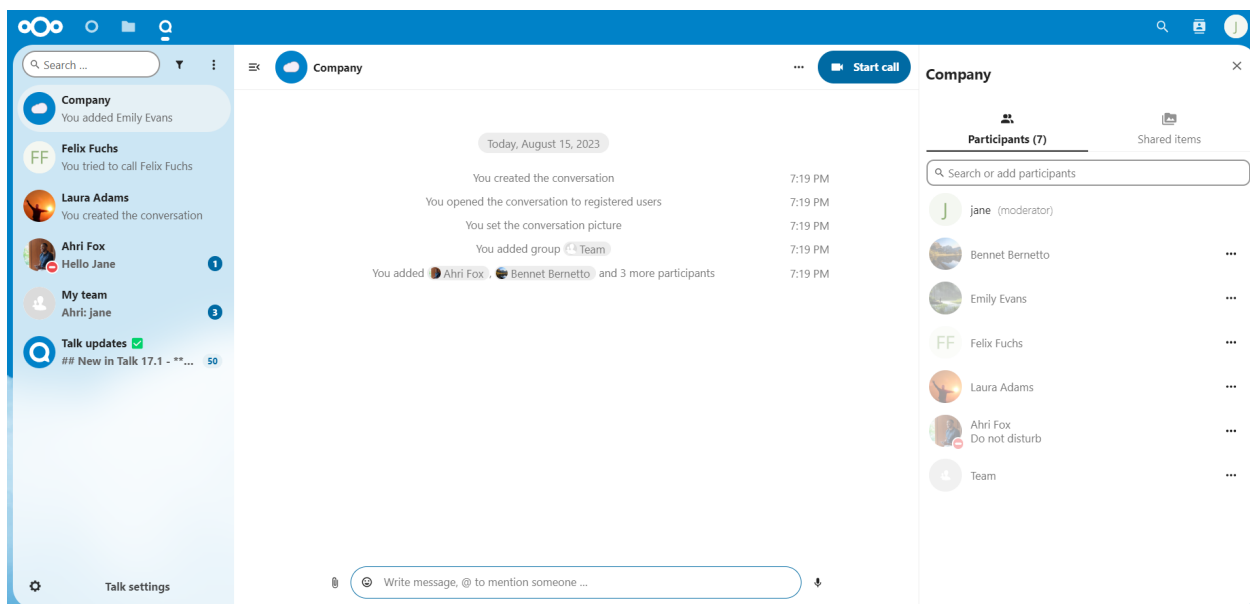 J
Search ...
Company
You added Emily Evans
FF
Felix Fuchs
You tried to call Felix Fuchs
Laura Adams
You created the conversation
Ahri Fox
Hello Jane
1
My team
Ahri: jane
3
Talk updates ✅
## New in Talk 17.1 - **...
50
Talk settings
Company
Start call
Today, August 15, 2023
You created the conversation 7:19 PM
You opened the conversation to registered users 7:19 PM
You set the conversation picture 7:19 PM
You added group Team 7:19 PM
You added Ahri Fox , Bennet Bernetto and 3 more participants 7:19 PM
Write message, @ to mention someone ...
Company
Participants (7)
Shared items
Search or add participants
J
jane (moderator)
Bennet Bernetto
Emily Evans
FF
Felix Fuchs
Laura Adams
Ahri Fox
Do not disturb
Team